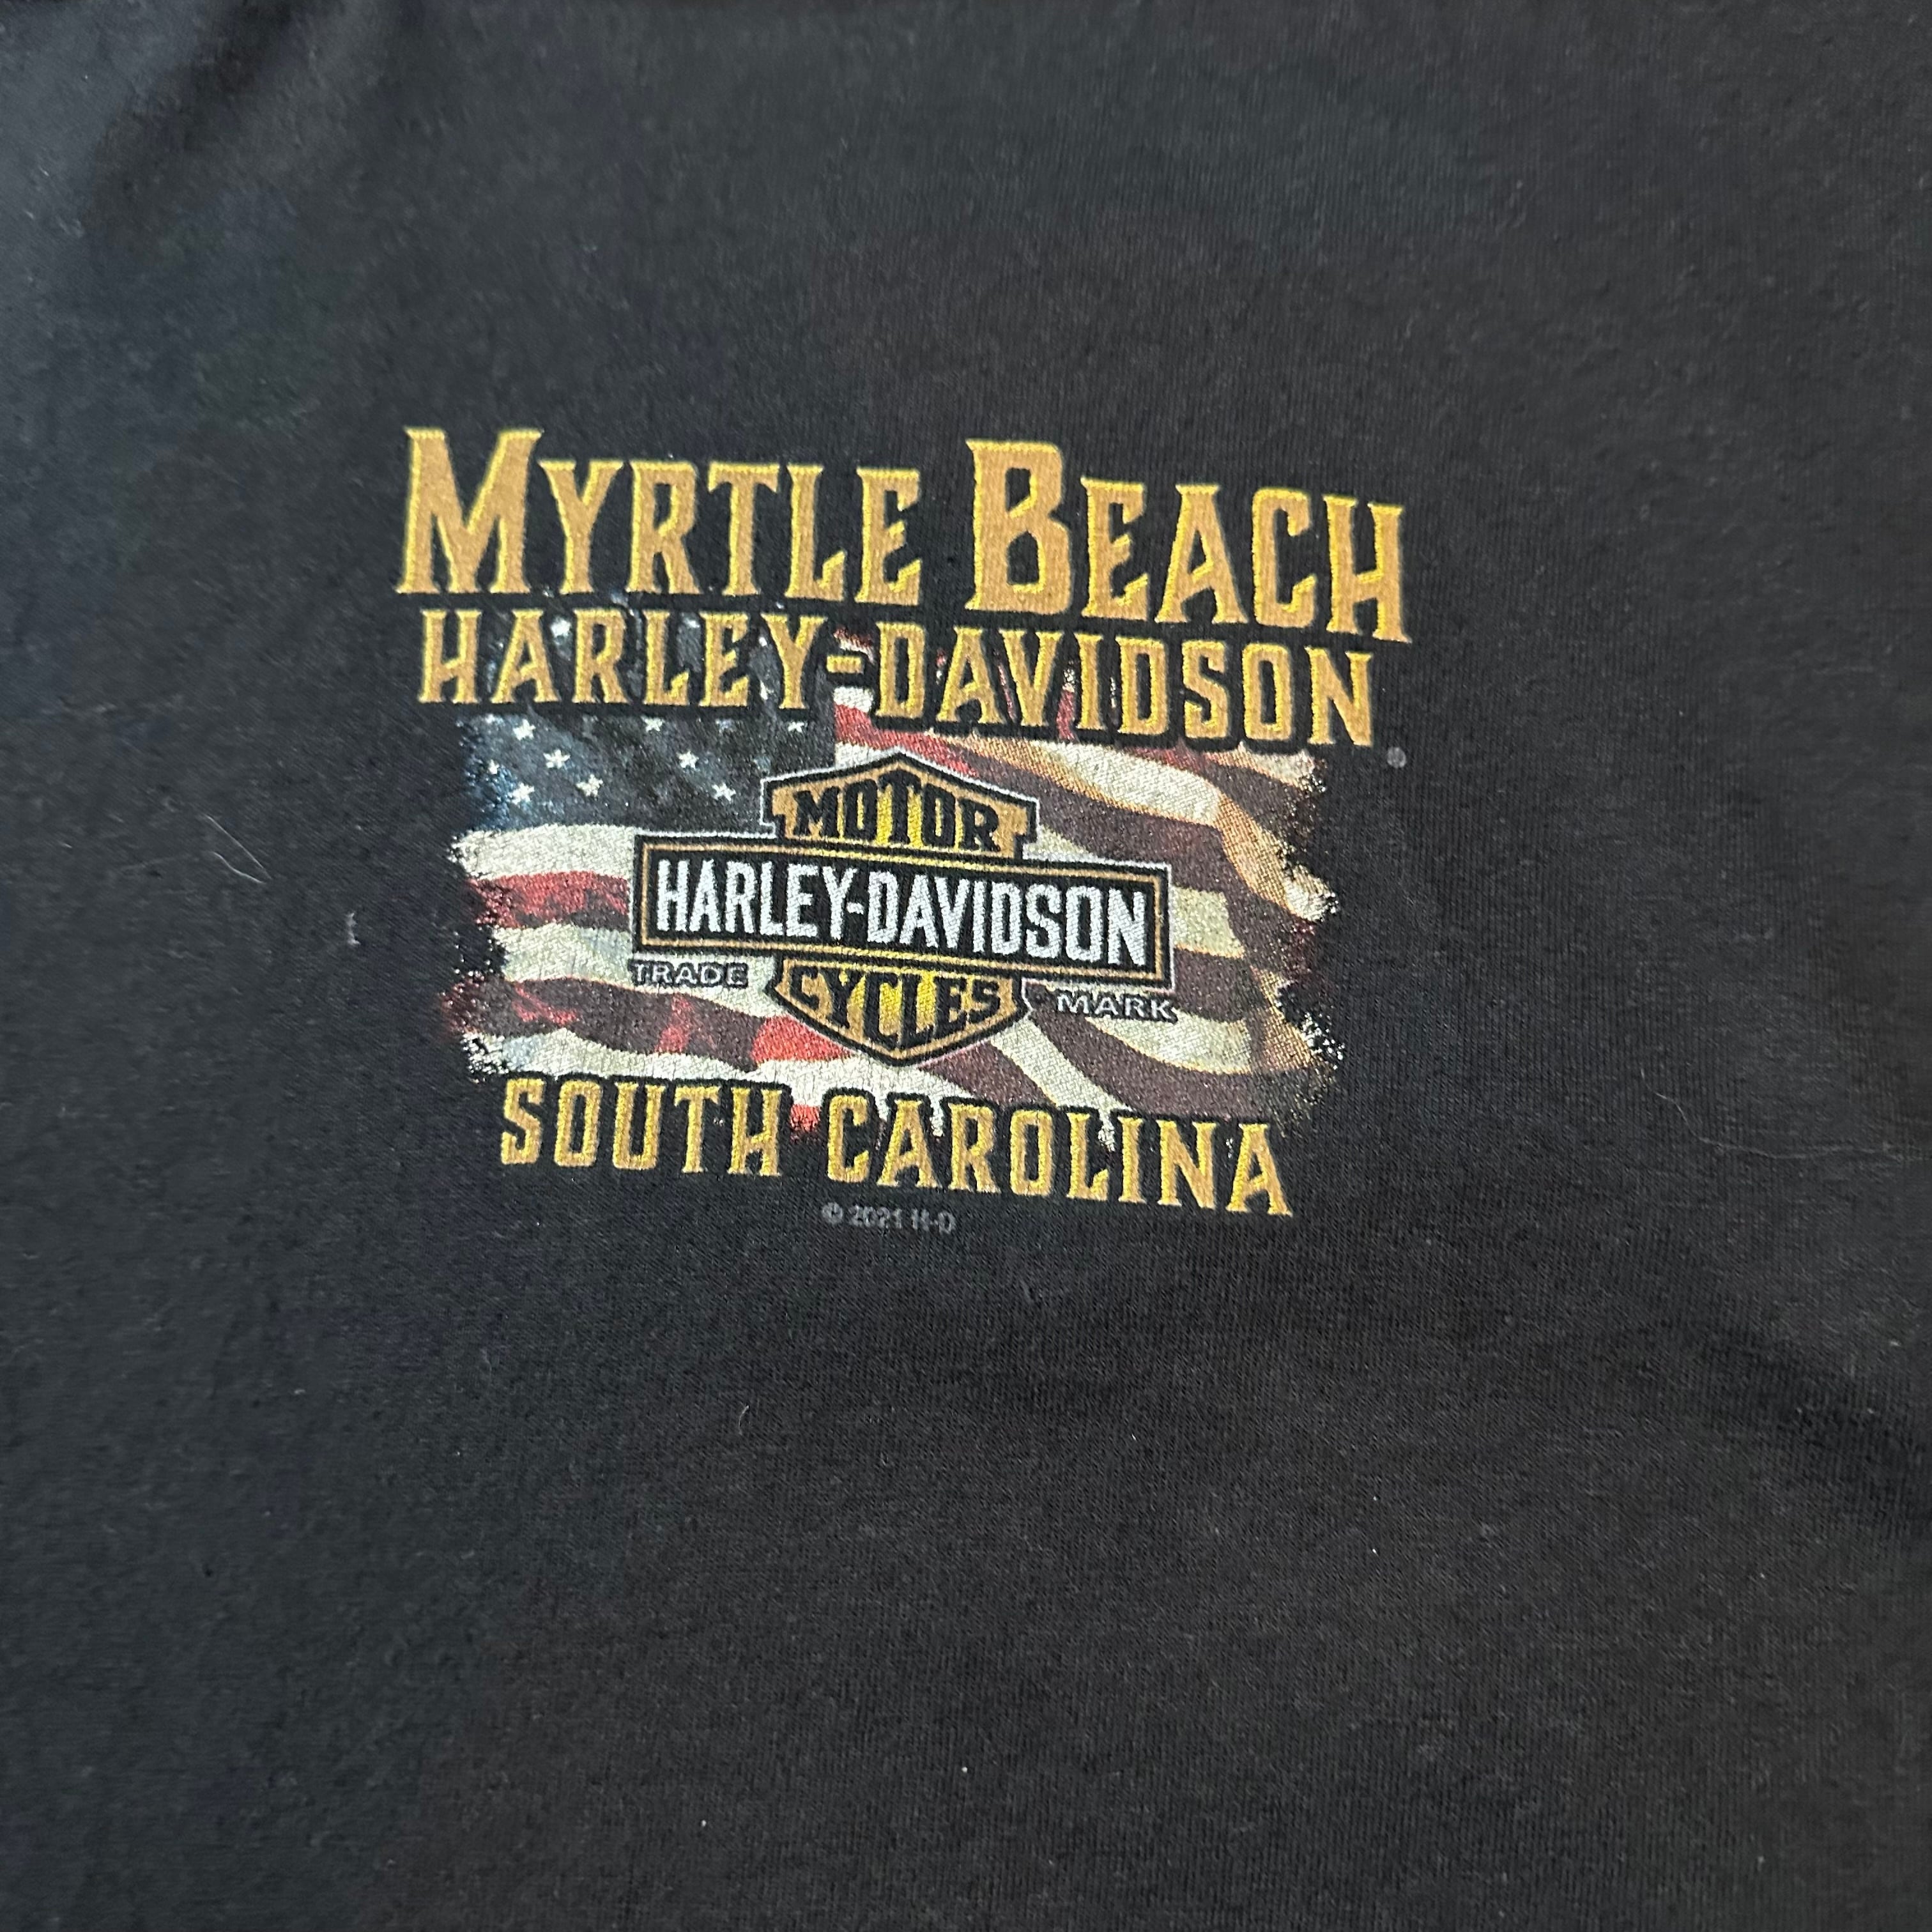 MYRTLE BEACH
HARLEY-DAVIDSON
MOTOR
HARLEY-DAVIDSON
TRADE CYCLES MARK
SOUTH CAROLINA
© 2021 H-D